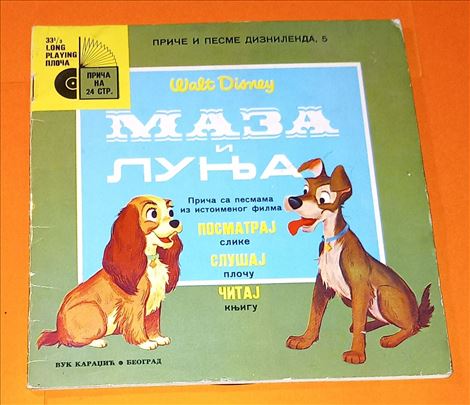 33⅓
LONG
PLAYING
ПЛОЧА
ПРИЧА
НА
24 СТР.
ПРИЧЕ И ПЕСМЕ ДИЗНИЛЕНДА, 5
Walt Disney
МАЗА
И
ЛУЊА
Прича са песмама
из истоименог филма
ПОСМАТРАЈ
слике
СЛУШАЈ
плочу
ЧИТАЈ
књигу
ВУК КАРАЏИЋ • БЕОГРАД